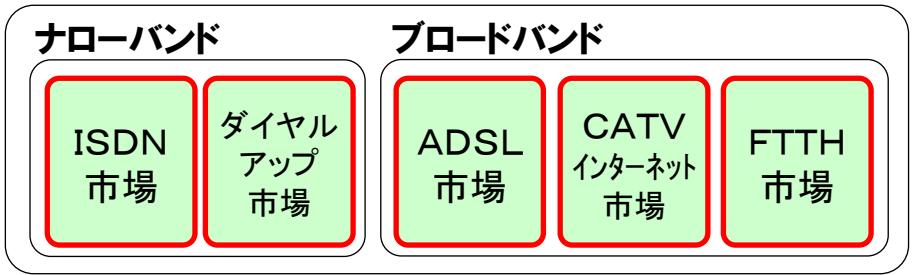 ナローバンド
ISDN
市場
ダイヤル
アップ
市場
ブロードバンド
ADSL
市場
CATV
インターネット
市場
FTTH
市場